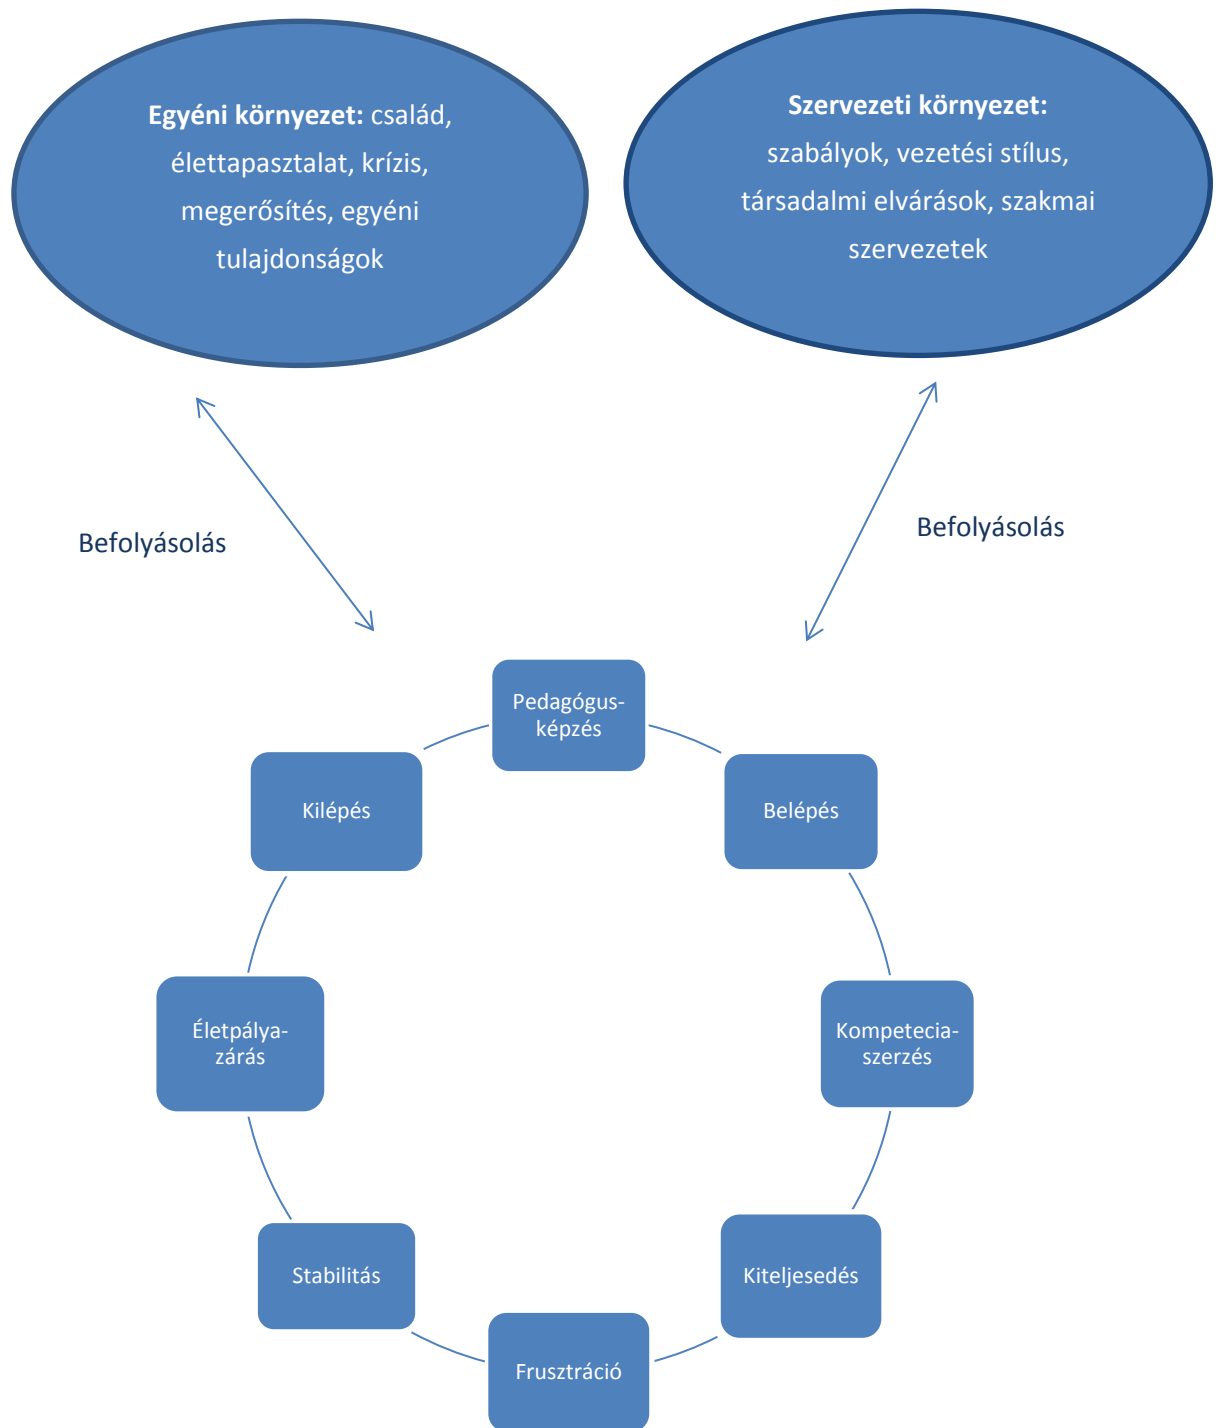 Egyéni környezet: család,
élettapasztalat, krízis,
megerősítés, egyéni
tulajdonságok
Szervezeti környezet:
szabályok, vezetési stílus,
társadalmi elvárások, szakmai
szervezetek
Befolyásolás
Befolyásolás
Pedagógus-
képzés
Belépés
Kompetecia-
szerzés
Kiteljesedés
Frusztráció
Stabilitás
Életpálya-
zárás
Kilépés